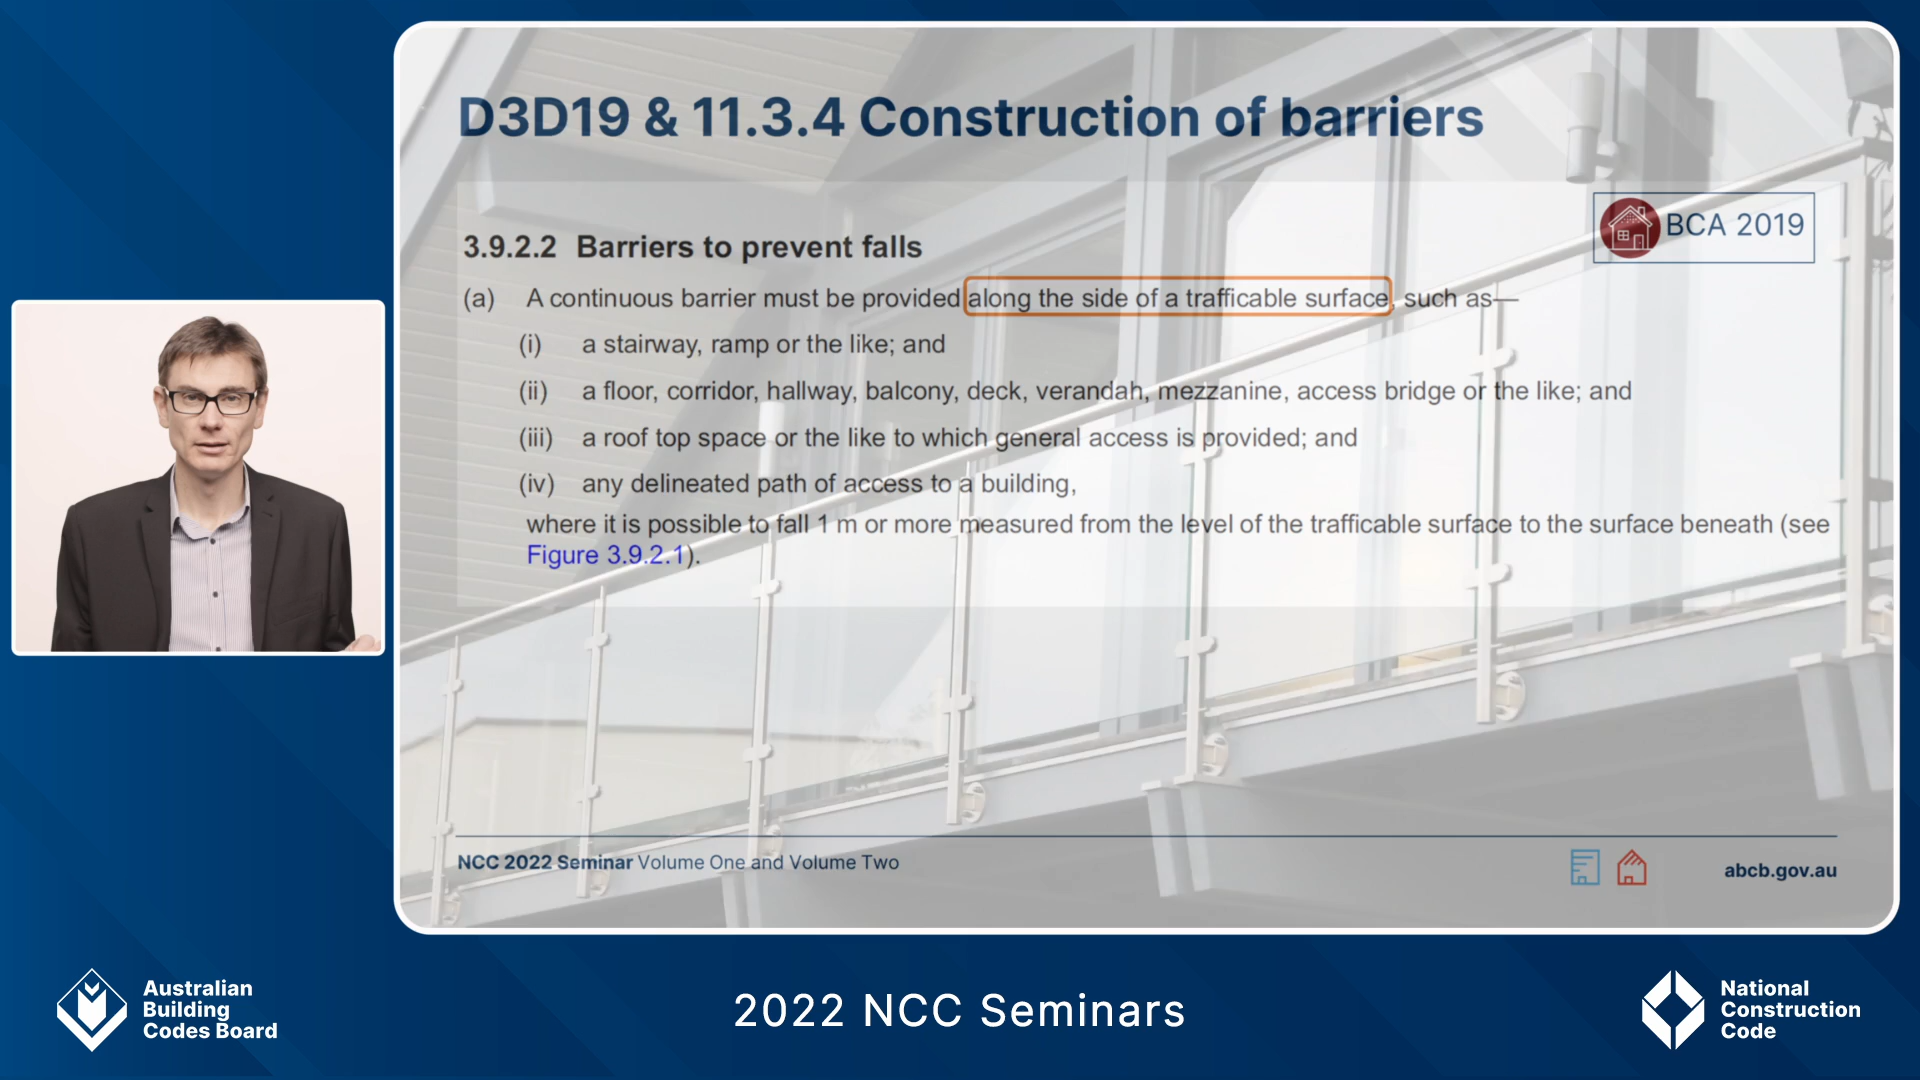 D3D19 & 11.3.4 Construction of barriers
BCA 2019
3.9.2.2 Barriers to prevent falls
(a) A continuous barrier must be provided along the side of a trafficable surface, such as—
(i) a stairway, ramp or the like; and
(ii) a floor, corridor, hallway, balcony, deck, verandah, mezzanine, access bridge or the like; and
(iii) a roof top space or the like to which general access is provided; and
(iv) any delineated path of access to a building,
where it is possible to fall 1 m or more measured from the level of the trafficable surface to the surface beneath (see
Figure 3.9.2.1).
NCC 2022 Seminar Volume One and Volume Two
abcb.gov.au
Australian
Building
Codes Board
2022 NCC Seminars
National
Construction
Code